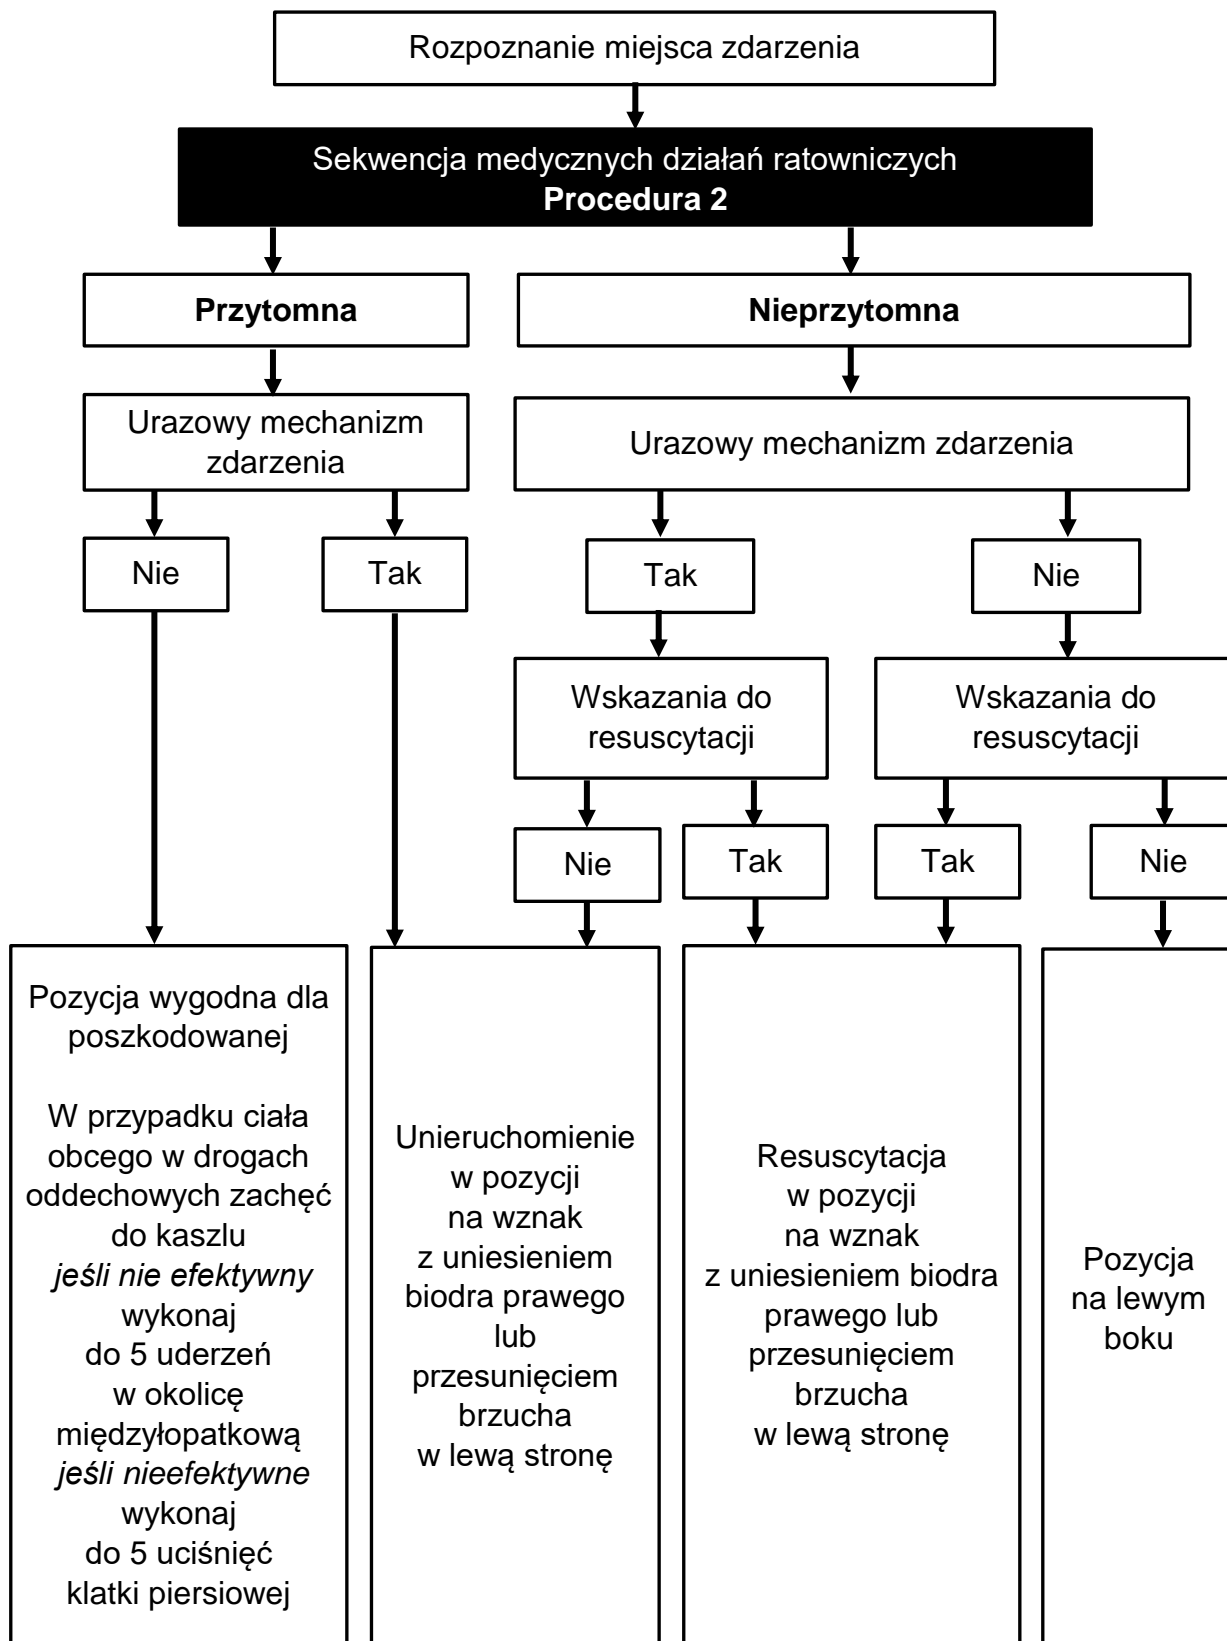 Rozpoznanie miejsca zdarzenia
Sekwencja medycznych działań ratowniczych
Procedura 2
Przytomna
Nieprzytomna
Urazowy mechanizm
zdarzenia
Urazowy mechanizm zdarzenia
Nie
Tak
Tak
Nie
Wskazania do
resuscytacji
Wskazania do
resuscytacji
Nie
Tak
Tak
Nie
Pozycja wygodna dla
poszkodowanej
W przypadku ciała
obcego w drogach
oddechowych zachęć
do kaszlu
jeśli nie efektywny
wykonaj
do 5 uderzeń
w okolicę
międzyłopatkową
jeśli nieefektywne
wykonaj
do 5 uciśnięć
klatki piersiowej
Unieruchomienie
w pozycji
na wznak
z uniesieniem
biodra prawego
lub
przesunięciem
brzucha
w lewą stronę
Resuscytacja
w pozycji
na wznak
z uniesieniem biodra
prawego lub
przesunięciem
brzucha
w lewą stronę
Pozycja
na lewym
boku